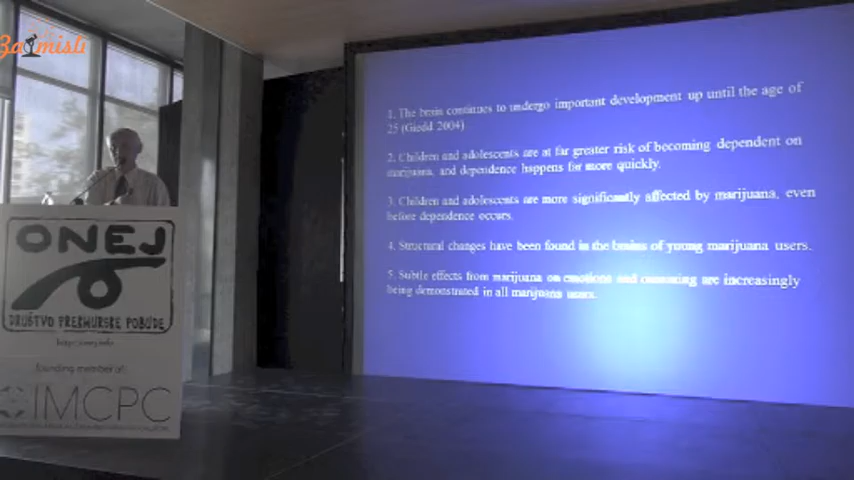 Zamisli
1. The brain continues to undergo important development up until the age of
25 (Giedd 2004)
2. Children and adolescents are at far greater risk of becoming dependent on
marijuana, and dependence happens far more quickly.
3. Children and adolescents are more significantly affected by marijuana, even
before dependence occurs.
4. Structural changes have been found in the brains of young marijuana users.
5. Subtle effects from marijuana on emotions and reasoning are increasingly
being demonstrated in all marijuana users.
ONEJ
DRUŠTVO PREKMURSKE POBUDE
founding member of:
IMCPC